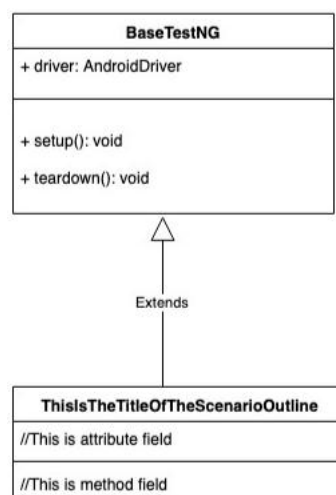 BaseTestNG
+ driver: AndroidDriver
+ setup(): void
+ teardown(): void
Extends
ThisIsTheTitleOfTheScenarioOutline
//This is attribute field
//This is method field